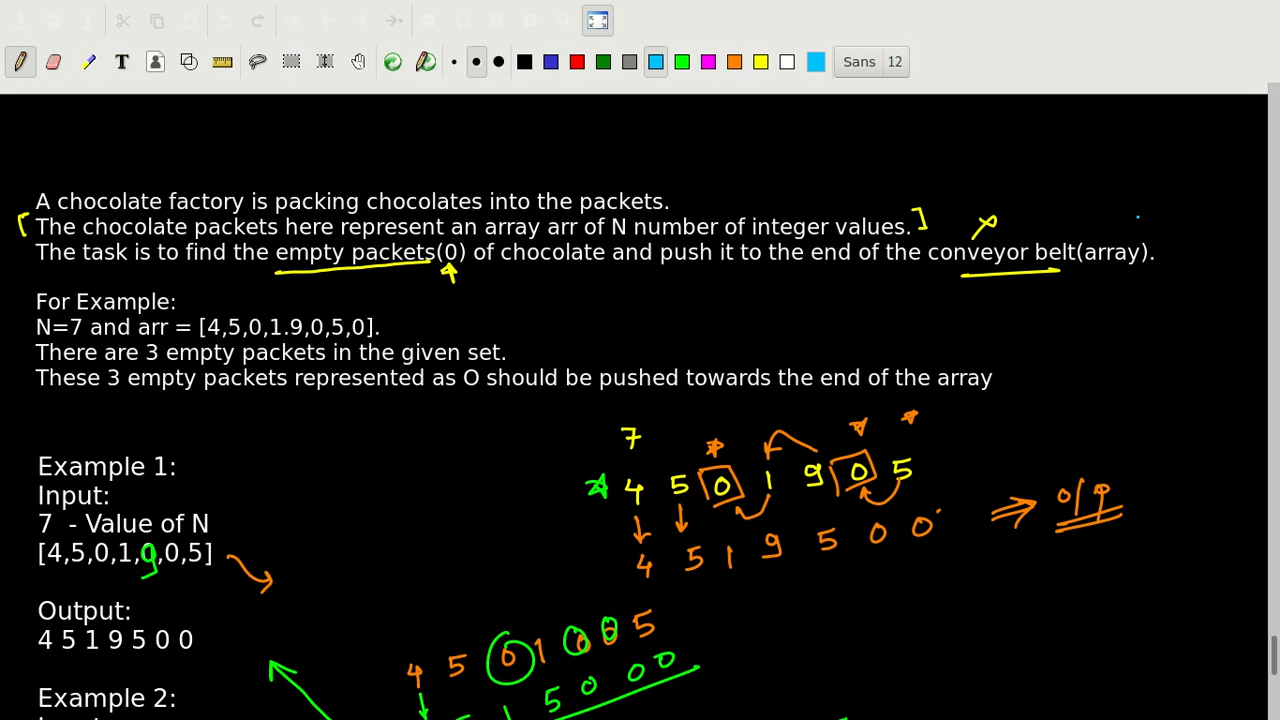 Sans 12
A chocolate factory is packing chocolates into the packets.
[The chocolate packets here represent an array arr of N number of integer values.]
The task is to find the empty packets(0) of chocolate and push it to the end of the conveyor belt(array).
For Example:
N=7 and arr = [4,5,0,1.9,0,5,0].
There are 3 empty packets in the given set.
These 3 empty packets represented as O should be pushed towards the end of the array
7
4 5 0 1 9 0 5
4 5 1 9 5 0 0 ⇒ o/p
Example 1:
Input:
7 - Value of N
[4,5,0,1,9,0,5]
Output:
4 5 1 9 5 0 0
4 5 0 1 0 0 5
1 5 0 0 0
Example 2: